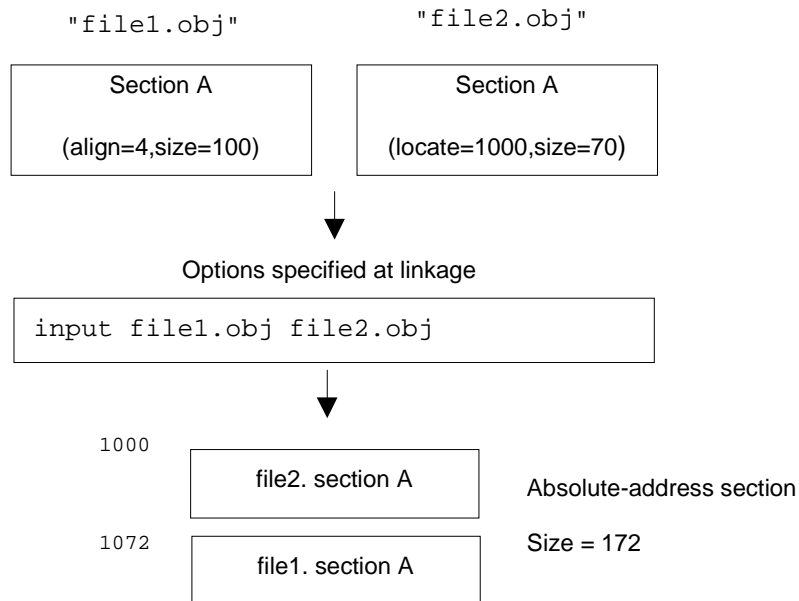 "file1.obj" "file2.obj"
Section A
(align=4,size=100)
Section A
(locate=1000,size=70)
Options specified at linkage
input file1.obj file2.obj
1000
file2. section A
Absolute-address section
Size = 172
1072
file1. section A